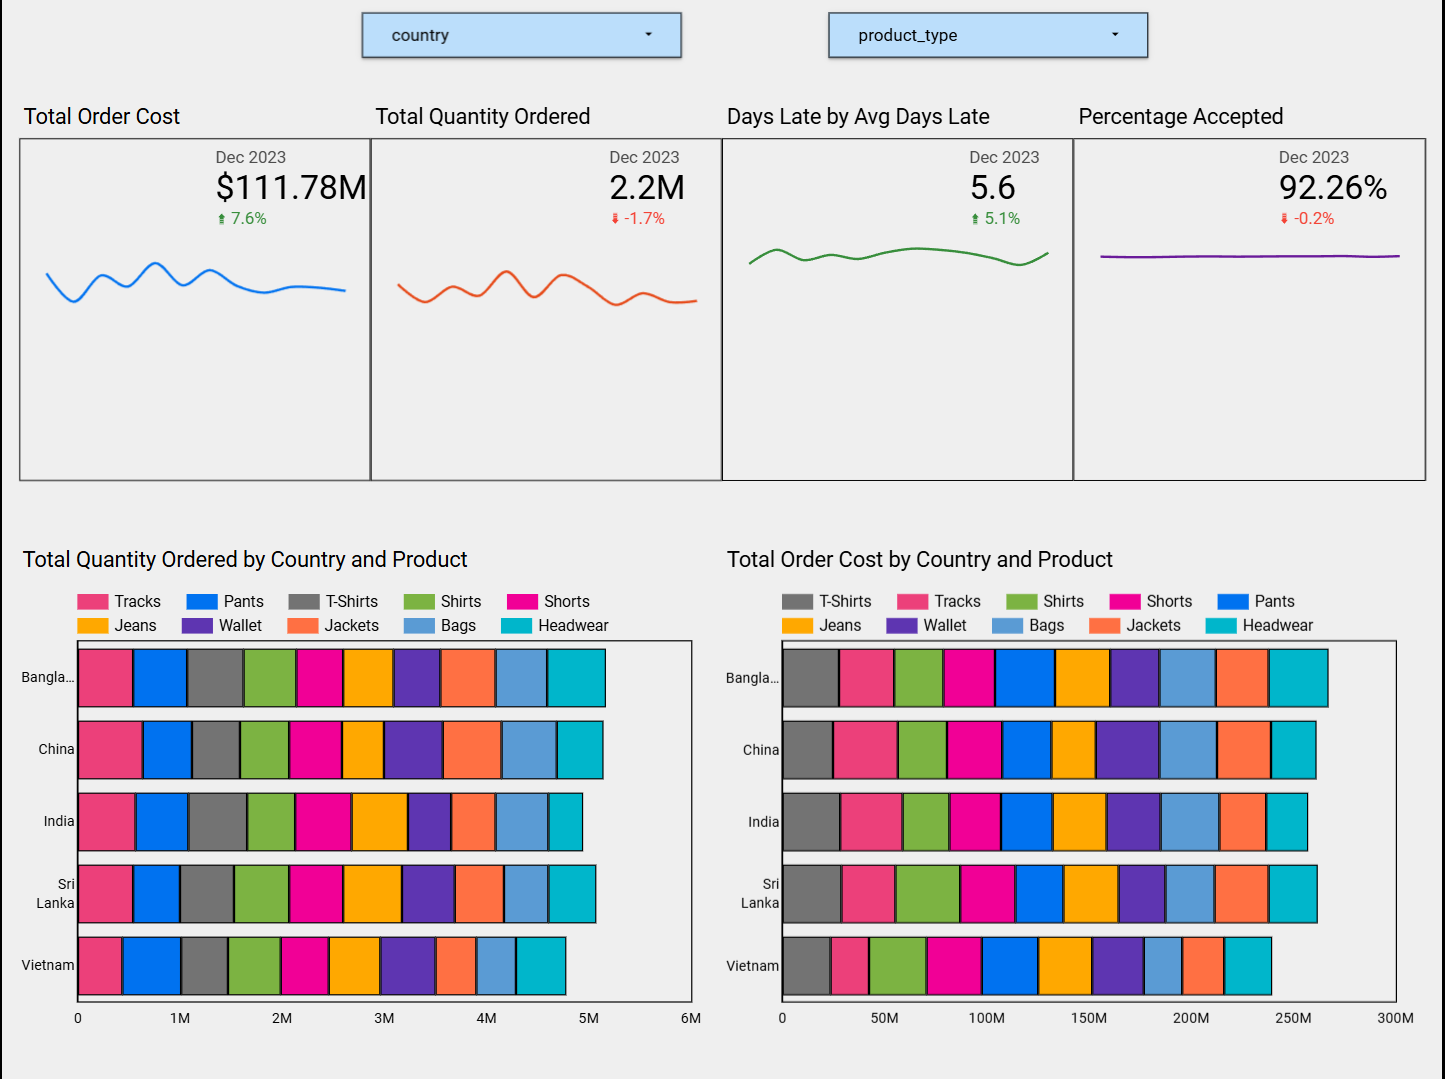 country
product_type
Total Order Cost
Total Quantity Ordered
Days Late by Avg Days Late
Percentage Accepted
Dec 2023
$111.78M
7.6%
Dec 2023
2.2M
-1.7%
Dec 2023
5.6
5.1%
Dec 2023
92.26%
-0.2%
Total Quantity Ordered by Country and Product
Tracks Pants T-Shirts Shirts Shorts
Jeans Wallet Jackets Bags Headwear
Bangla...
China
India
Sri
Lanka
Vietnam
0 1M 2M 3M 4M 5M 6M
Total Order Cost by Country and Product
T-Shirts Tracks Shirts Shorts Pants
Jeans Wallet Bags Jackets Headwear
Bangla...
China
India
Sri
Lanka
Vietnam
0 50M 100M 150M 200M 250M 300M